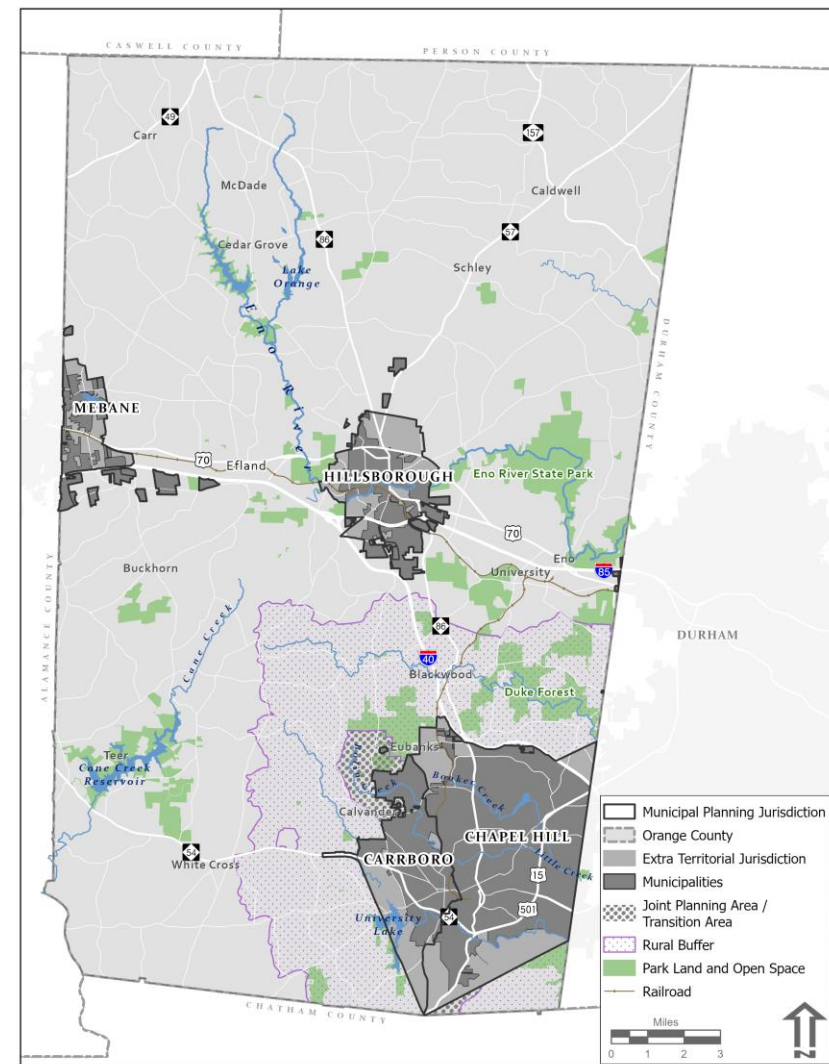 CASWELL COUNTY
PERSON COUNTY
49
Carr
157
McDade
Caldwell
86
57
Cedar Grove
Lake
Orange
Schley
Eno River
DURHAM COUNTY
MEBANE
70
Efland
HILLSBOROUGH
Eno River State Park
70
Eno
85
University
Buckhorn
ALAMANCE COUNTY
Cane Creek
86
DURHAM
40
Blackwood
Duke Forest
Teer
Cane Creek
Reservoir
Eubanks
Creek
Booker Creek
Calvander
CHAPEL HILL
CARRBORO
Little Creek
54
White Cross
15
501
54
University
Lake
CHATHAM COUNTY
Municipal Planning Jurisdiction
Orange County
Extra Territorial Jurisdiction
Municipalities
Joint Planning Area /
Transition Area
Rural Buffer
Park Land and Open Space
Railroad
Miles
0 1 2 3
N